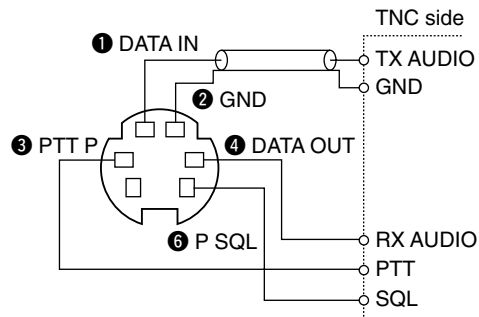 TNC side
❶ DATA IN
TX AUDIO
GND
❷ GND
❸ PTT P
❹ DATA OUT
❻ P SQL
RX AUDIO
PTT
SQL